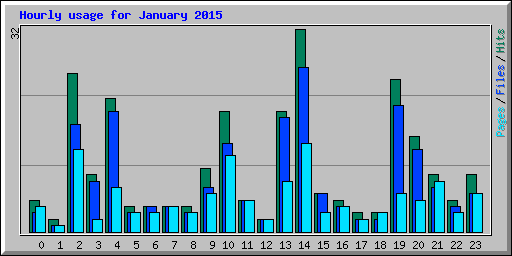 Hourly usage for January 2015
32
Pages / Files / Hits
0 1 2 3 4 5 6 7 8 9 10 11 12 13 14 15 16 17 18 19 20 21 22 23